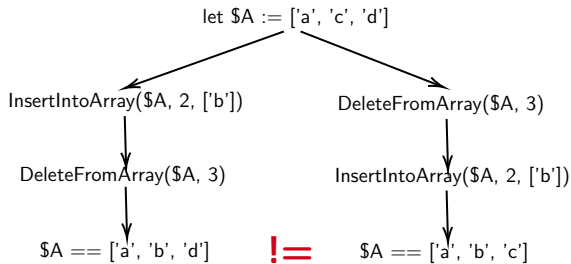 let $A := ['a', 'c', 'd']
InsertIntoArray($A, 2, ['b'])
DeleteFromArray($A, 3)
DeleteFromArray($A, 3)
InsertIntoArray($A, 2, ['b'])
$A == ['a', 'b', 'd']
!=
$A == ['a', 'b', 'c']